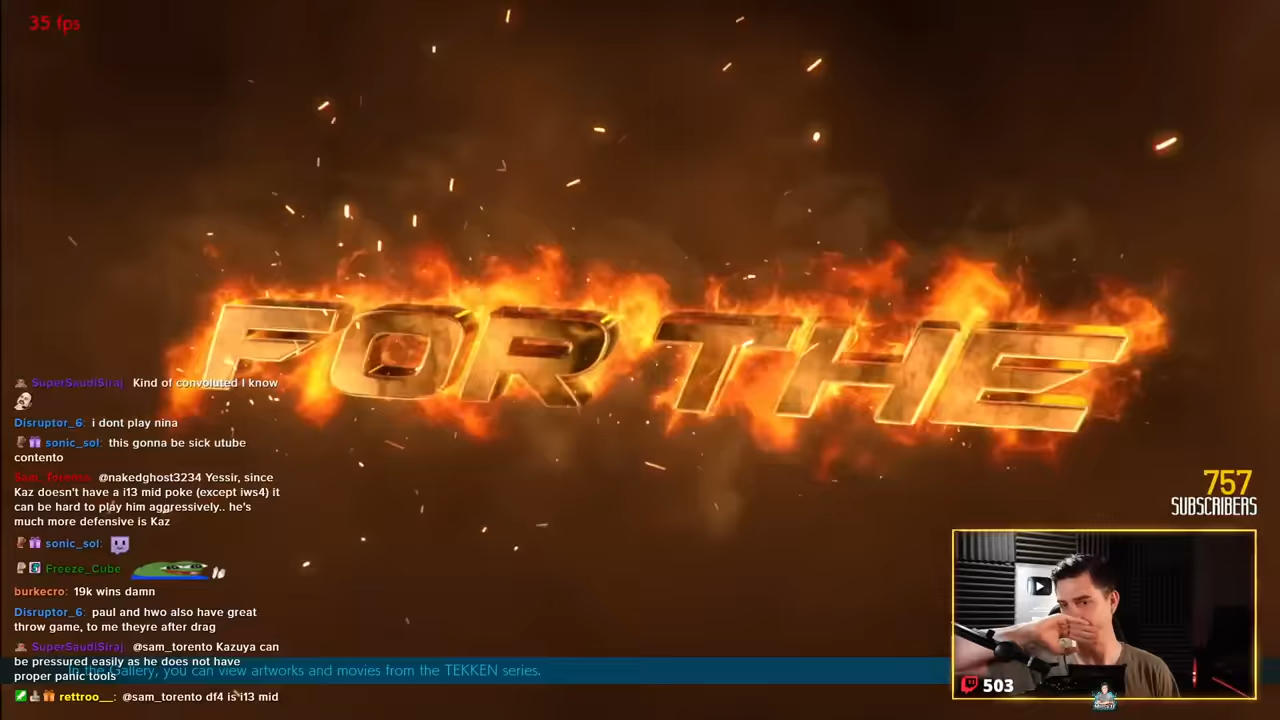 35 fps
FOR THE
SuperSaudiSiraj Kind of convoluted I know
Disruptor_6: i dont play nina
sonic_sol: this gonna be sick utube
contento
Sam_Torento: @nakedghost3234 Yessir, since
Kaz doesn't have a i13 mid poke (except iws4) it
can be hard to play him aggressively.. he's
much more defensive is Kaz
sonic_sol:
Freeze_Cube
burkecro: 19k wins damn
Disruptor_6: paul and hwo also have great
throw game, to me theyre after drag
SuperSaudiSiraj @sam_torento Kazuya can
be pressured easily as he does not have
proper panic tools
In the Gallery, you can view artworks and movies from the TEKKEN series.
rettroo__: @sam_torento df4 is i13 mid
757
SUBSCRIBERS
503